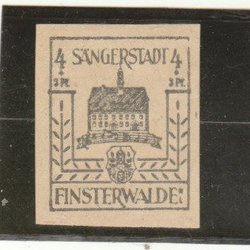 4 SÄNGERSTADT 4
3 Pf. 3 Pf.
FINSTERWALDE